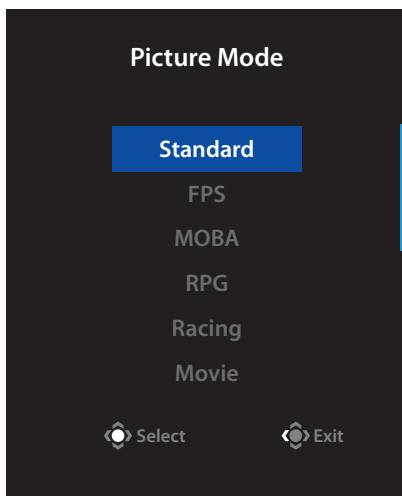 Picture Mode
Standard
FPS
MOBA
RPG
Racing
Movie
Select Exit